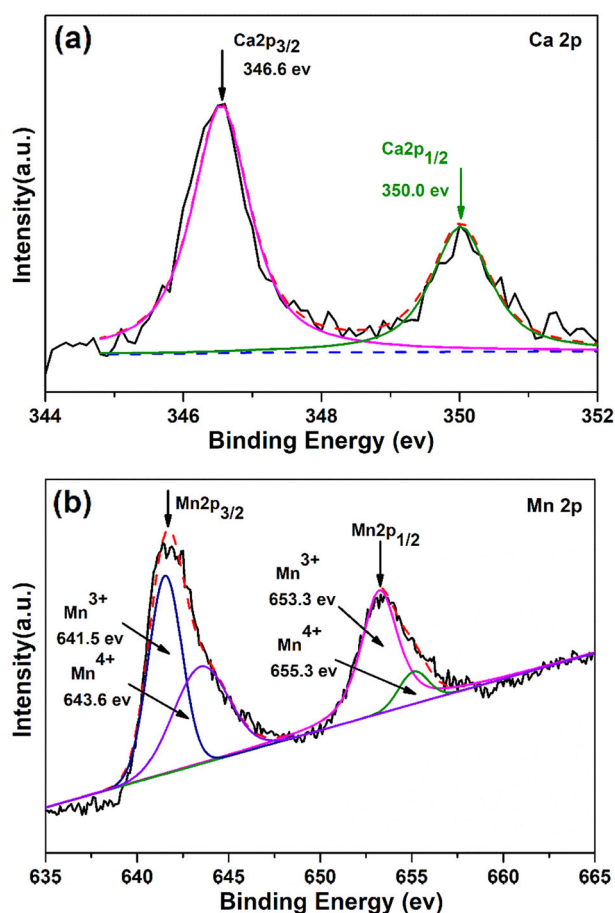 (a)
Ca 2p
Ca2p3/2
346.6 ev
Ca2p1/2
350.0 ev
Intensity(a.u.)
344 346 348 350 352
Binding Energy (ev)
(b)
Mn 2p
Mn2p3/2
Mn2p1/2
Mn3+
641.5 ev
Mn4+
643.6 ev
Mn3+
653.3 ev
Mn4+
655.3 ev
Intensity(a.u.)
635 640 645 650 655 660 665
Binding Energy (ev)